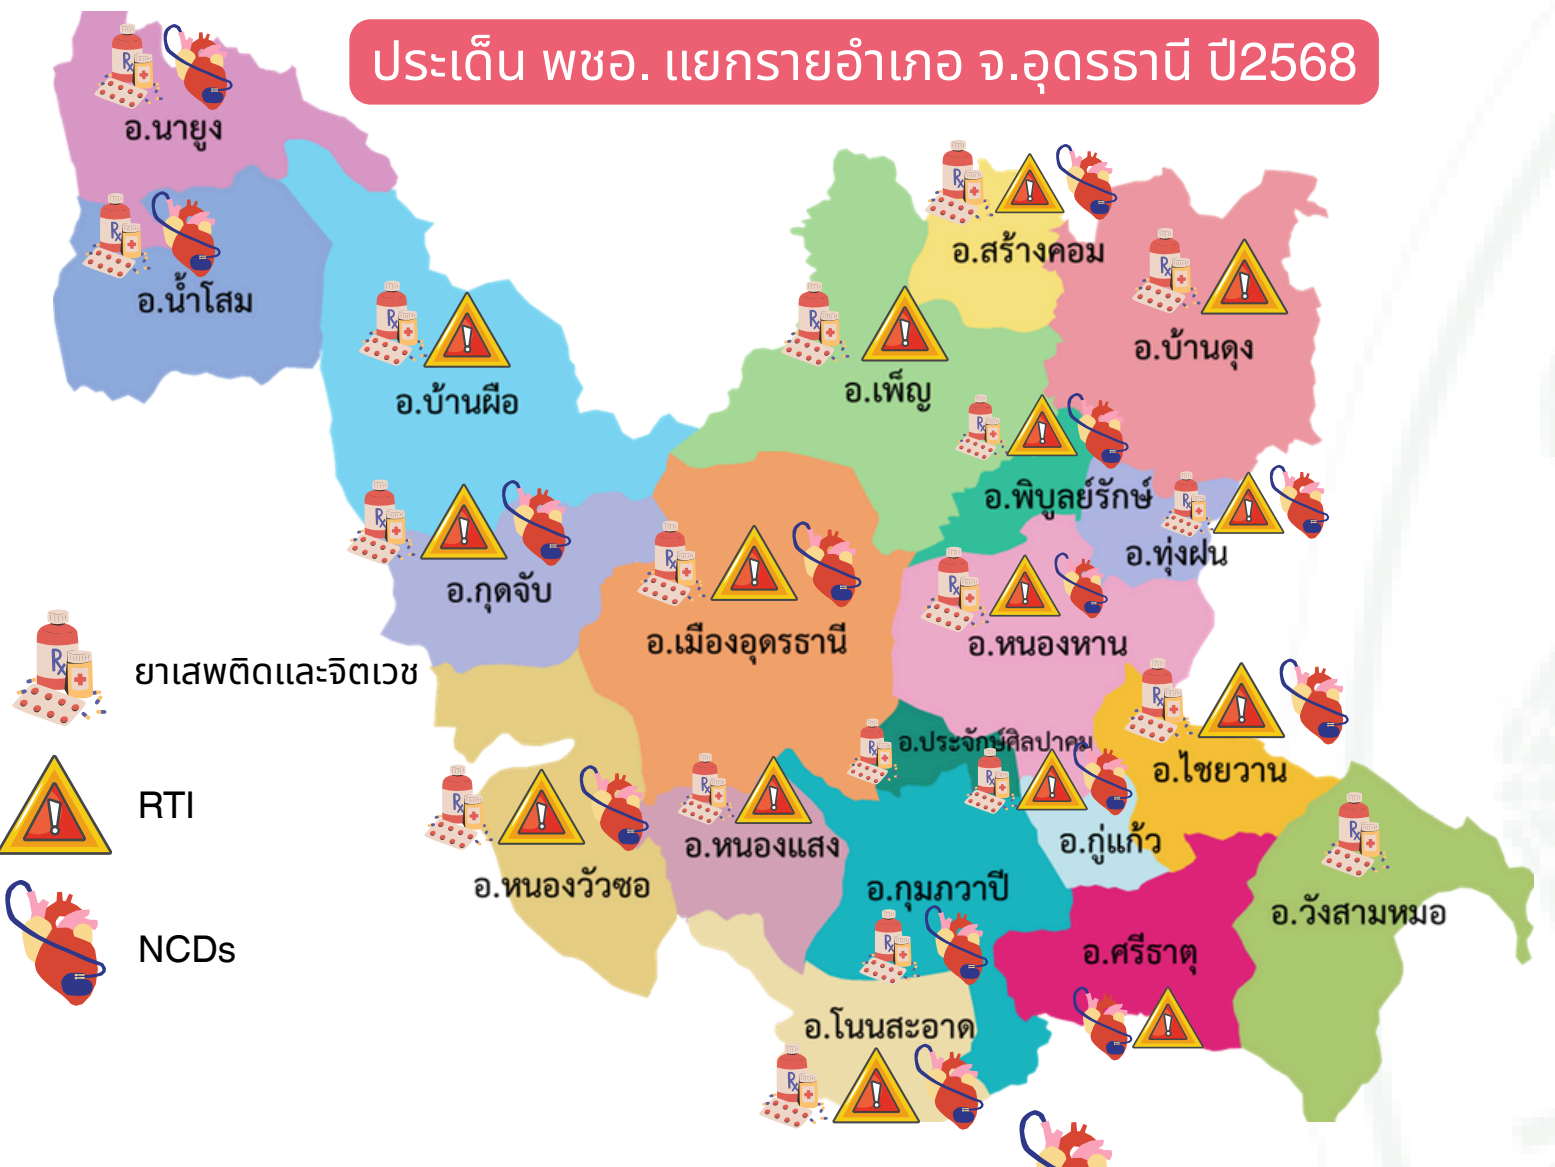 ประเด็น พชอ. แยกรายอำเภอ จ.อุดรธานี ปี2568
อ.นายูง
อ.น้ำโสม
อ.บ้านผือ
อ.สร้างคอม
อ.บ้านดุง
อ.เพ็ญ
อ.พิบูลย์รักษ์
อ.ทุ่งฝน
อ.กุดจับ
อ.เมืองอุดรธานี
อ.หนองหาน
อ.ประจักษ์ศิลปาคม
อ.ไชยวาน
อ.หนองแสง
อ.กู่แก้ว
อ.หนองวัวซอ
อ.กุมภวาปี
อ.วังสามหมอ
อ.ศรีธาตุ
อ.โนนสะอาด
ยาเสพติดและจิตเวช
RTI
NCDs